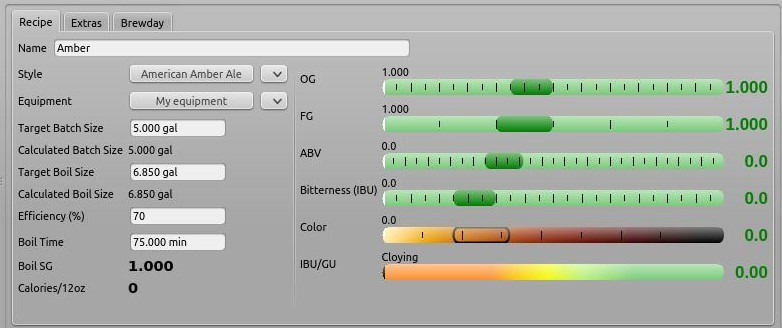 Recipe Extras Brewday
Name Amber
Style American Amber Ale
Equipment My equipment
Target Batch Size 5.000 gal
Calculated Batch Size 5.000 gal
Target Boil Size 6.850 gal
Calculated Boil Size 6.850 gal
Efficiency (%) 70
Boil Time 75.000 min
Boil SG 1.000
Calories/12oz 0
1.000
OG 1.000
1.000
FG 1.000
0.0
ABV 0.0
0.0
Bitterness (IBU) 0.0
0.0
Color 0.0
Cloying
IBU/GU 0.00